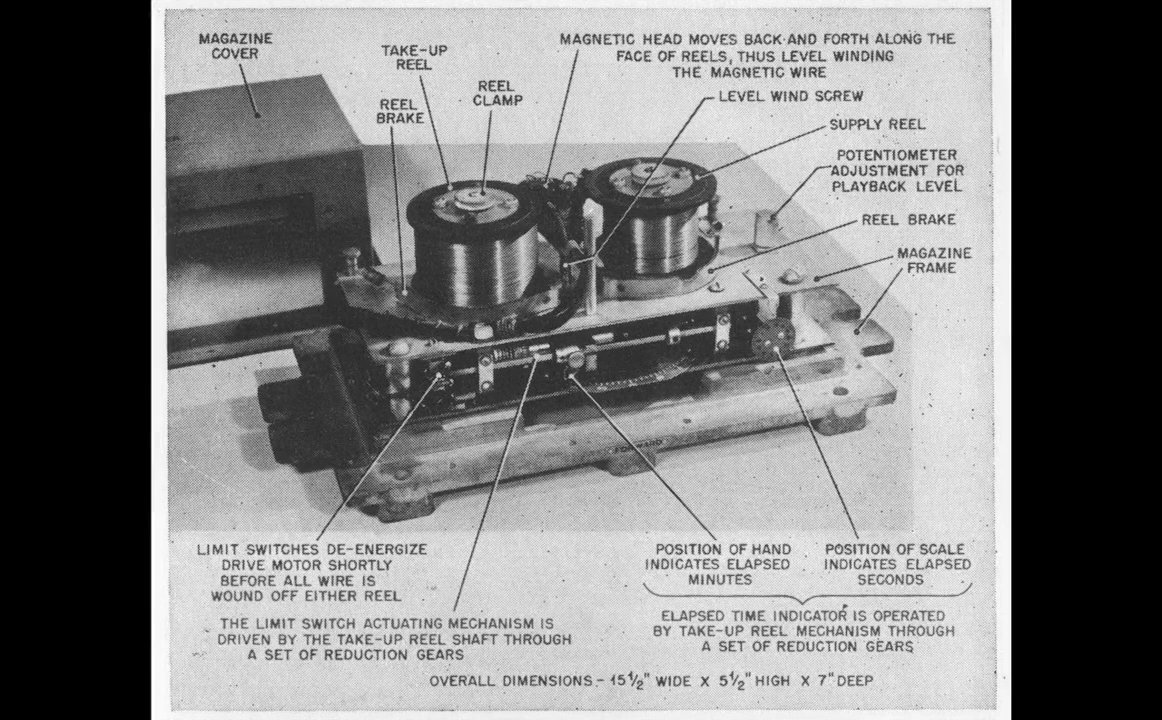 MAGAZINE
COVER
TAKE-UP
REEL
REEL
CLAMP
REEL
BRAKE
MAGNETIC HEAD MOVES BACK AND FORTH ALONG THE
FACE OF REELS, THUS LEVEL WINDING
THE MAGNETIC WIRE
LEVEL WIND SCREW
SUPPLY REEL
POTENTIOMETER
ADJUSTMENT FOR
PLAYBACK LEVEL
REEL BRAKE
MAGAZINE
FRAME
FORWARD
LIMIT SWITCHES DE-ENERGIZE
DRIVE MOTOR SHORTLY
BEFORE ALL WIRE IS
WOUND OFF EITHER REEL
THE LIMIT SWITCH ACTUATING MECHANISM IS
DRIVEN BY THE TAKE-UP REEL SHAFT THROUGH
A SET OF REDUCTION GEARS
POSITION OF HAND
INDICATES ELAPSED
MINUTES
POSITION OF SCALE
INDICATES ELAPSED
SECONDS
ELAPSED TIME INDICATOR IS OPERATED
BY TAKE-UP REEL MECHANISM THROUGH
A SET OF REDUCTION GEARS
OVERALL DIMENSIONS - 15 1/2" WIDE X 5 1/2" HIGH X 7" DEEP